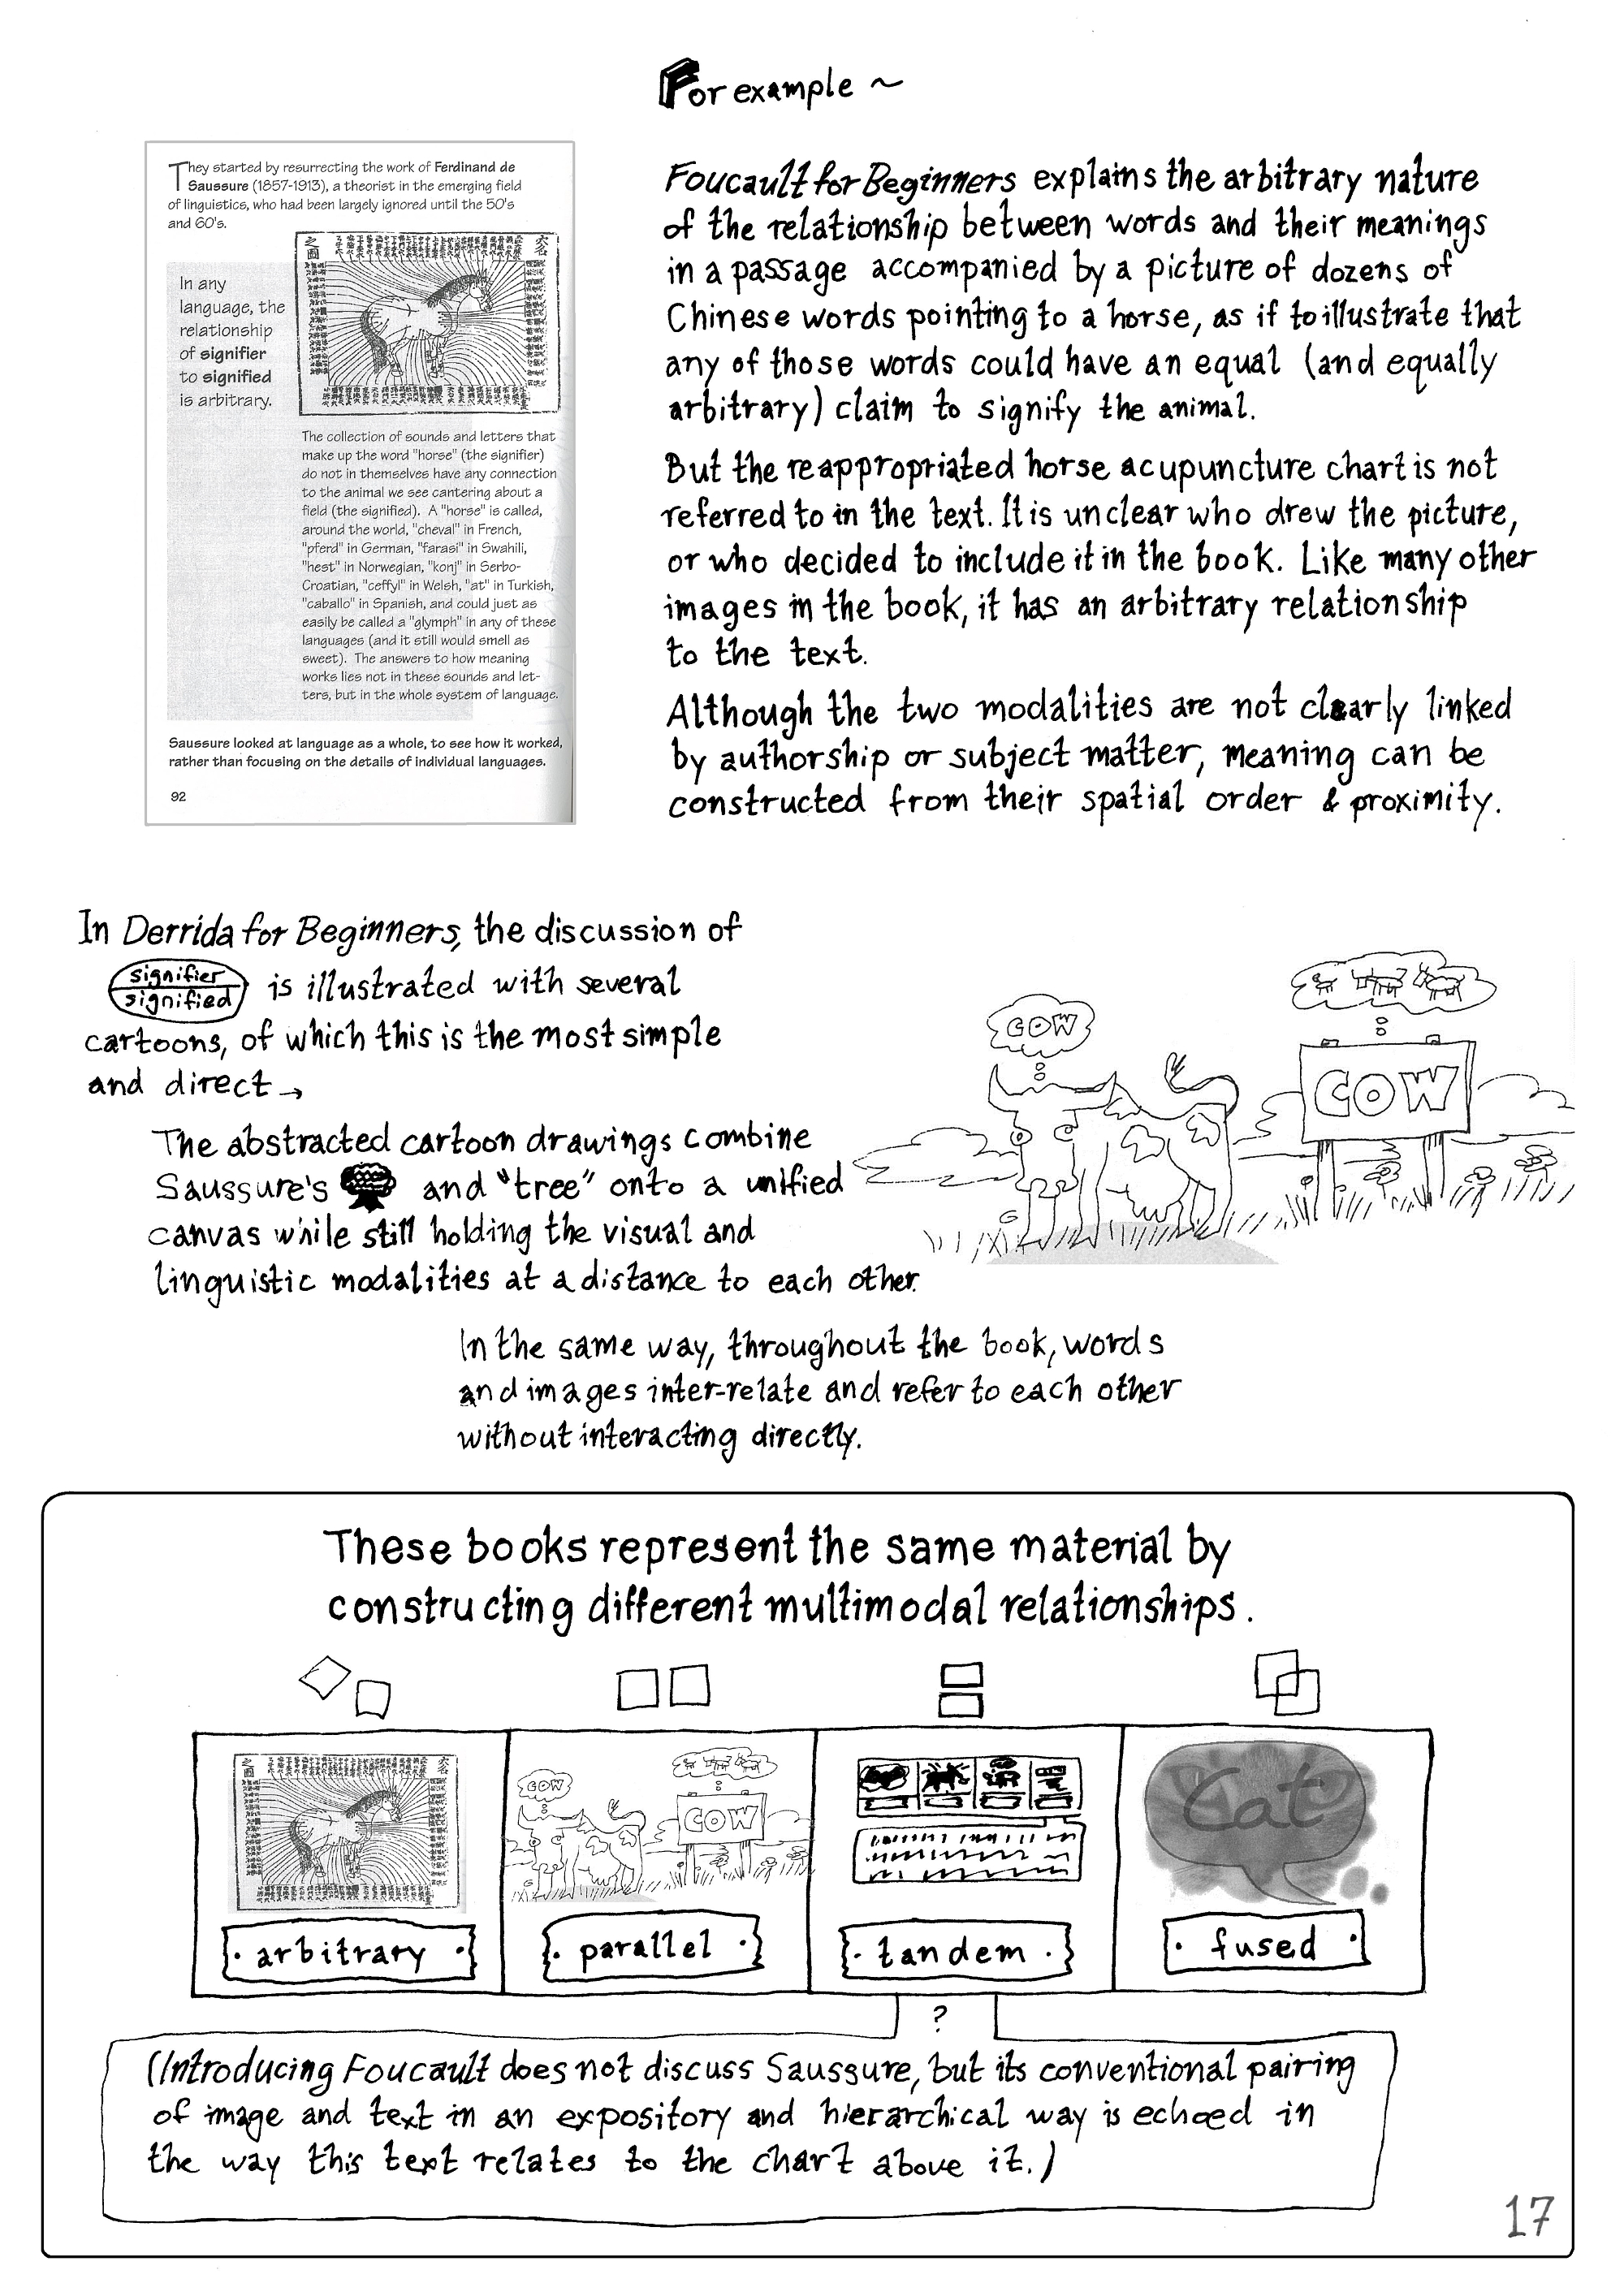 For example ~
They started by resurrecting the work of Ferdinand de
Saussure (1857-1913), a theorist in the emerging field
of linguistics, who had been largely ignored until the 50's
and 60's.
In any
language, the
relationship
of signifier
to signified
is arbitrary.
The collection of sounds and letters that
make up the word "horse" (the signifier)
do not in themselves have any connection
to the animal we see cantering about a
field (the signified). A "horse" is called,
around the world, "cheval" in French,
"pferd" in German, "farasi" in Swahili,
"hest" in Norwegian, "konj" in Serbo-
Croatian, "ceffyl" in Welsh, "at" in Turkish,
"caballo" in Spanish, and could just as
easily be called a "glymph" in any of these
languages (and it still would smell as
sweet). The answers to how meaning
works lies not in these sounds and let-
ters, but in the whole system of language.
Saussure looked at language as a whole, to see how it worked,
rather than focusing on the details of individual languages.
92
Foucault for Beginners explains the arbitrary nature
of the relationship between words and their meanings
in a passage accompanied by a picture of dozens of
Chinese words pointing to a horse, as if to illustrate that
any of those words could have an equal (and equally
arbitrary) claim to signify the animal.
But the reappropriated horse acupuncture chart is not
referred to in the text. It is unclear who drew the picture,
or who decided to include it in the book. Like many other
images in the book, it has an arbitrary relationship
to the text.
Although the two modalities are not clearly linked
by authorship or subject matter, meaning can be
constructed from their spatial order & proximity.
In Derrida for Beginners, the discussion of
signifier
signified
is illustrated with several
cartoons, of which this is the most simple
and direct →
COW
COW
The abstracted cartoon drawings combine
Saussure's and "tree" onto a unified
canvas while still holding the visual and
linguistic modalities at a distance to each other.
In the same way, throughout the book, words
and images inter-relate and refer to each other
without interacting directly.
These books represent the same material by
constructing different multimodal relationships.
COW
COW
Cat
· arbitrary ·
· parallel ·
· tandem ·
· fused ·
?
(Introducing Foucault does not discuss Saussure, but its conventional pairing
of image and text in an expository and hierarchical way is echoed in
the way this text relates to the chart above it.)
17